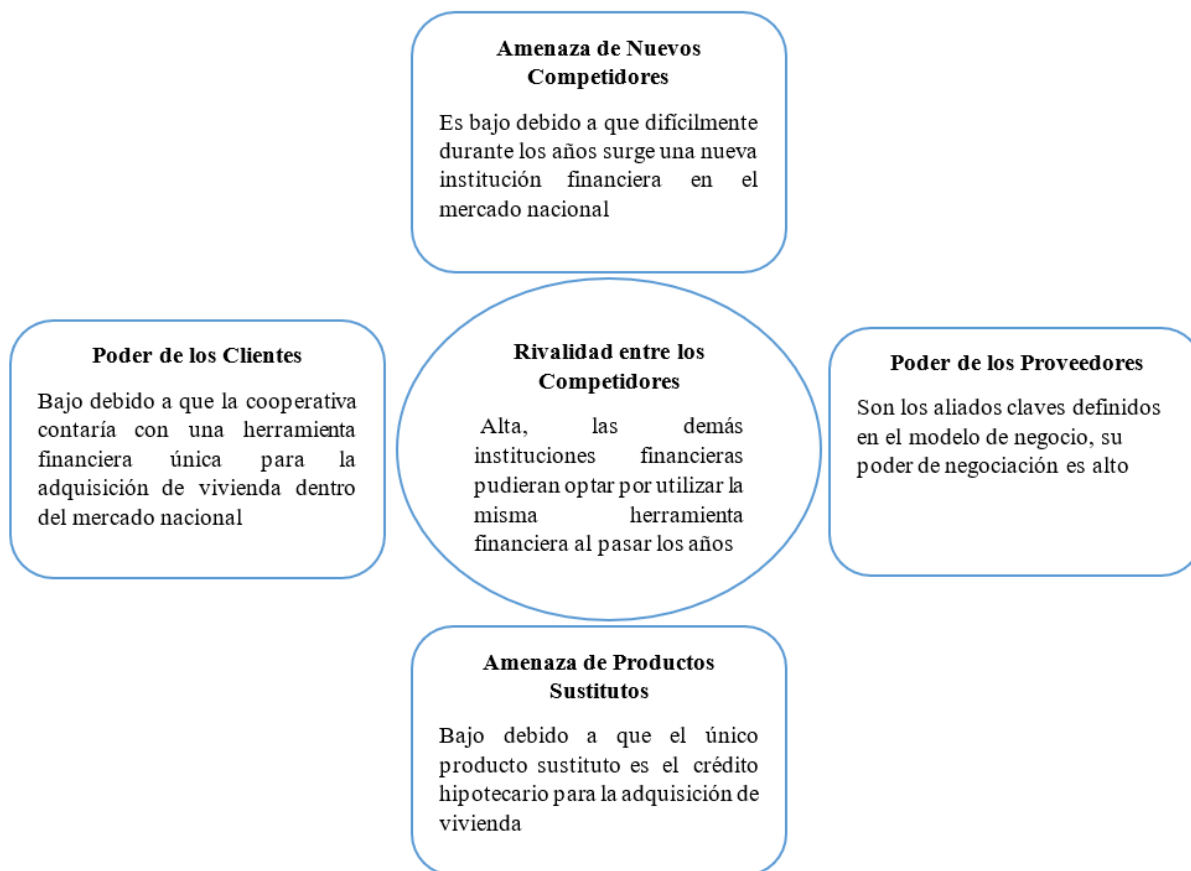 Amenaza de Nuevos
Competidores
Es bajo debido a que difícilmente
durante los años surge una nueva
institución financiera en el
mercado nacional
Poder de los Clientes
Bajo debido a que la cooperativa
contaría con una herramienta
financiera única para la
adquisición de vivienda dentro
del mercado nacional
Rivalidad entre los
Competidores
Alta, las demás
instituciones financieras
pudieran optar por utilizar la
misma herramienta
financiera al pasar los años
Poder de los Proveedores
Son los aliados claves definidos
en el modelo de negocio, su
poder de negociación es alto
Amenaza de Productos
Sustitutos
Bajo debido a que el único
producto sustituto es el crédito
hipotecario para la adquisición de
vivienda